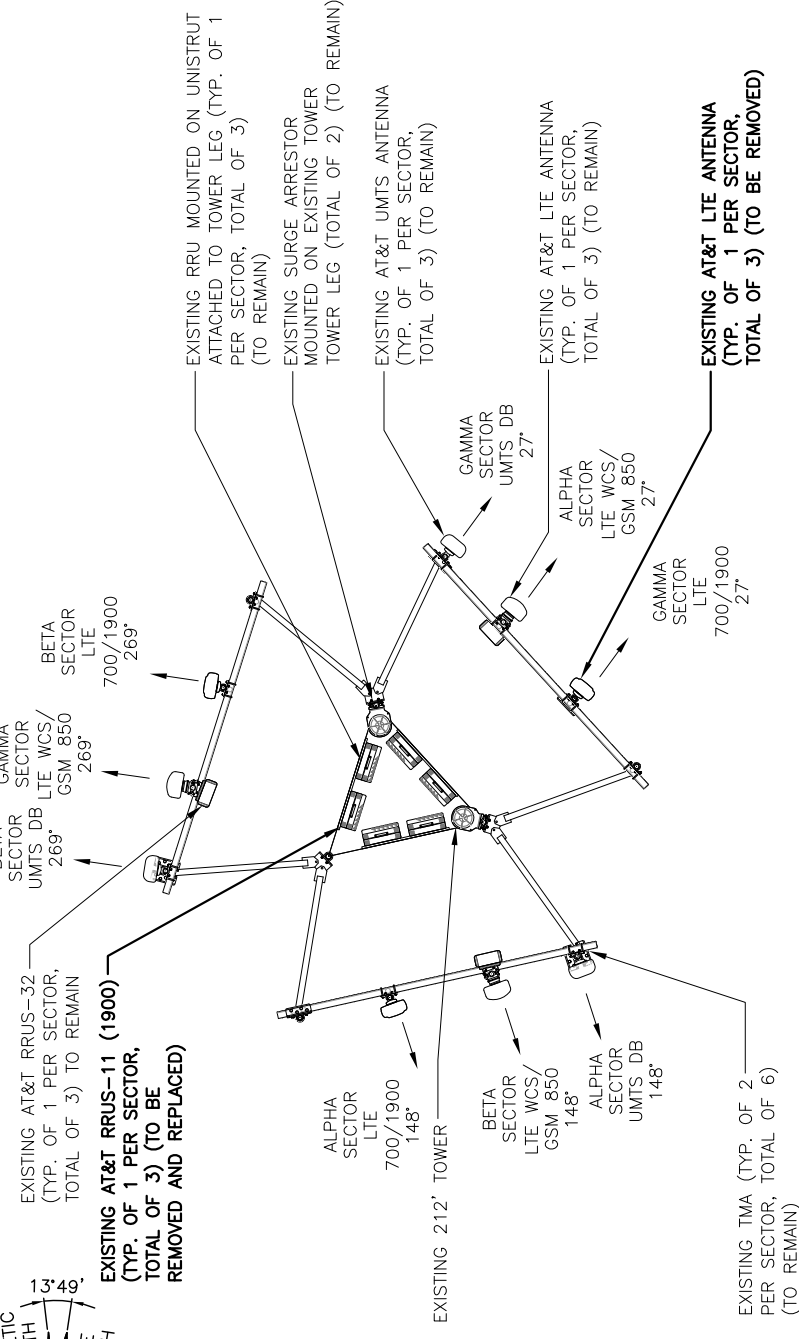 EXISTING RRU MOUNTED ON UNISTRUT
ATTACHED TO TOWER LEG (TYP. OF 1
PER SECTOR, TOTAL OF 3)
(TO REMAIN)
EXISTING SURGE ARRESTOR
MOUNTED ON EXISTING TOWER
TOWER LEG (TOTAL OF 2) (TO REMAIN)
EXISTING AT&T UMTS ANTENNA
(TYP. OF 1 PER SECTOR,
TOTAL OF 3) (TO REMAIN)
EXISTING AT&T LTE ANTENNA
(TYP. OF 1 PER SECTOR,
TOTAL OF 3) (TO REMAIN)
EXISTING AT&T LTE ANTENNA
(TYP. OF 1 PER SECTOR,
TOTAL OF 3) (TO BE REMOVED)
GAMMA
SECTOR
UMTS DB
27°
ALPHA
SECTOR
LTE WCS/
GSM 850
27°
GAMMA
SECTOR
LTE
700/1900
27°
BETA
SECTOR
LTE
700/1900
269°
GAMMA
SECTOR
LTE WCS/
GSM 850
269°
BETA
SECTOR
UMTS DB
269°
EXISTING AT&T RRUS-32
(TYP. OF 1 PER SECTOR,
TOTAL OF 3) TO REMAIN
EXISTING AT&T RRUS-11 (1900)
(TYP. OF 1 PER SECTOR,
TOTAL OF 3) (TO BE
REMOVED AND REPLACED)
ALPHA
SECTOR
LTE
700/1900
148°
BETA
SECTOR
LTE WCS/
GSM 850
148°
ALPHA
SECTOR
UMTS DB
148°
EXISTING 212' TOWER
EXISTING TMA (TYP. OF 2
PER SECTOR, TOTAL OF 6)
(TO REMAIN)
13°49'